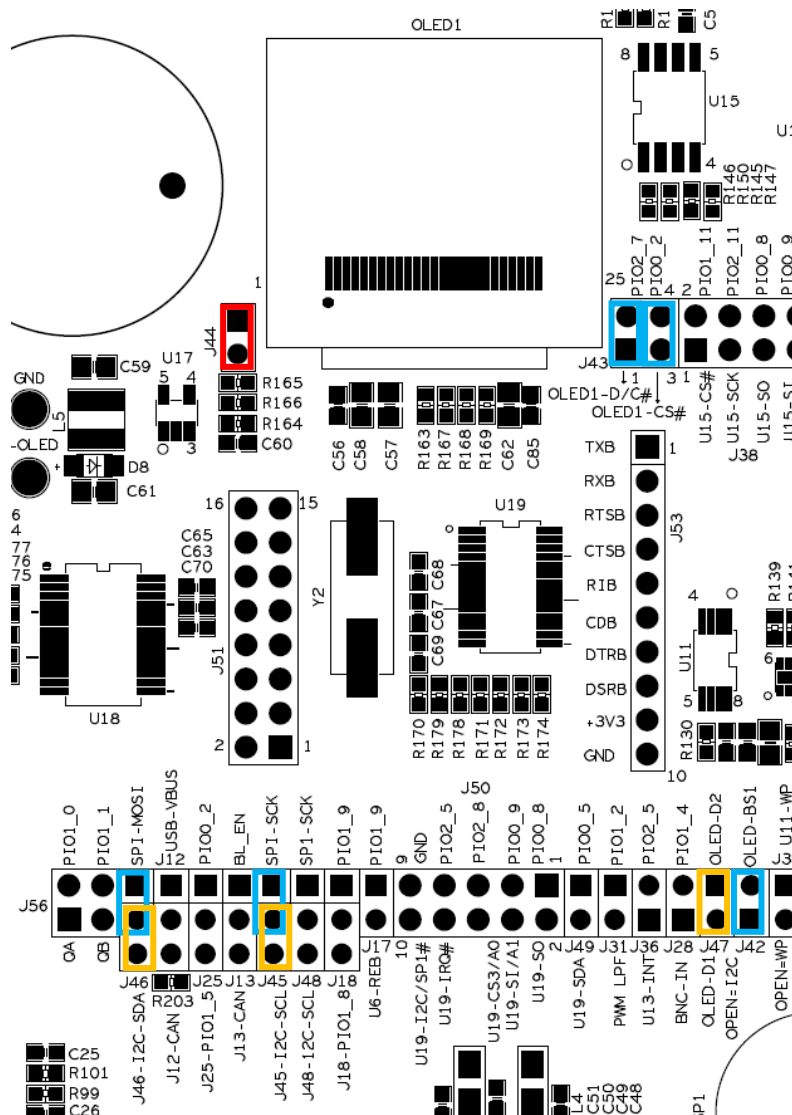 OLED1
R1
R1
C5
8
5
U15
4
R146
R150
R145
R147
PIO2_7
PIO0_2
PIO1_11
PIO2_11
PIO0_8
PIO0_9
1
J44
25
4
2
J43
1
3
1
OLED1-D/C#
OLED1-CS#
U15-CS#
U15-SCK
U15-SO
U15-SI
J38
C59
U17
5
4
3
GND
L5
-OLED
+
D8
C61
R165
R166
R164
C60
C56
C58
C57
R163
R167
R168
R169
C62
C85
TXB
1
RXB
RTSB
CTSB
RIB
CDB
DTRB
DSRB
+3V3
GND
10
J53
16
15
J51
2
1
Y2
U19
C68
C67
C69
6
4
77
76
75
C65
C63
C70
U18
R170
R179
R178
R171
R172
R173
R174
R139
4
U11
5
8
6
R130
J50
PIO1_0
PIO1_1
SPI-MOSI
USB-VBUS
J12
PIO0_2
BL_EN
SPI-SCK
SP1-SCK
PIO1_9
PIO1_9
9
GND
PIO2_5
PIO2_8
PIO0_9
PIO0_8
1
PIO0_5
PIO1_2
PIO2_5
PIO1_4
OLED-D2
OLED-BS1
U11-WP
J56
QA
QB
J46
J46-I2C-SDA
R203
J12-CAN
J25
J25-PIO1_5
J13
J13-CAN
J45
J45-I2C-SCL
J48
J48-I2C-SCL
J18
J18-PIO1_8
J17
U6-REB
10
U19-I2C/SP1#
U19-IRQ#
U19-CS3/A0
U19-SI/A1
U19-SO
2
J49
U19-SDA
J31
PWM LPF
J36
U13-INT
J28
BNC-IN
J47
OLED-D1
J42
OPEN=I2C
OPEN=WP
C25
R101
R99
C26
L4
C51
C50
C49
C48